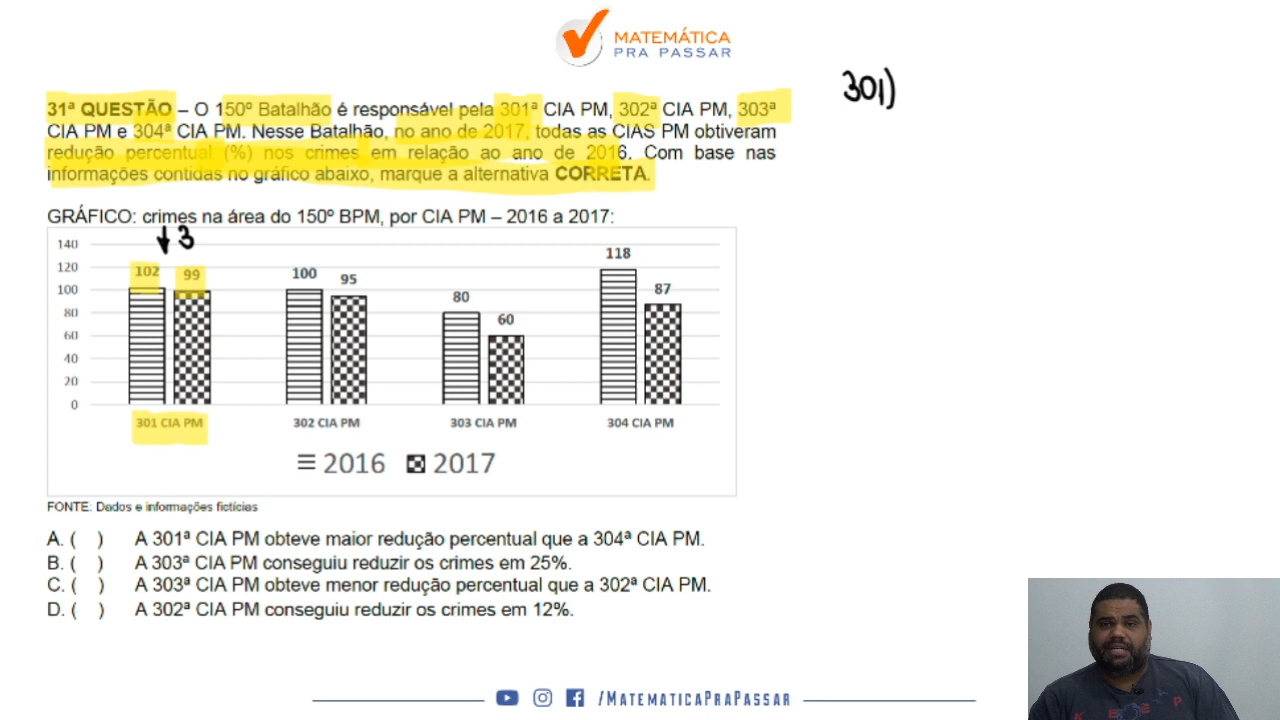 MATEMÁTICA
PRA PASSAR
301)
31ª QUESTÃO – O 150º Batalhão é responsável pela 301ª CIA PM, 302ª CIA PM, 303ª
CIA PM e 304ª CIA PM. Nesse Batalhão, no ano de 2017, todas as CIAS PM obtiveram
redução percentual (%) nos crimes em relação ao ano de 2016. Com base nas
informações contidas no gráfico abaixo, marque a alternativa CORRETA.
GRÁFICO: crimes na área do 150º BPM, por CIA PM – 2016 a 2017:
3
140
120
100
80
60
40
20
0
102 99 100 95 80 60 118 87
301 CIA PM 302 CIA PM 303 CIA PM 304 CIA PM
2016 2017
FONTE: Dados e informações fictícias
A. ( ) A 301ª CIA PM obteve maior redução percentual que a 304ª CIA PM.
B. ( ) A 303ª CIA PM conseguiu reduzir os crimes em 25%.
C. ( ) A 303ª CIA PM obteve menor redução percentual que a 302ª CIA PM.
D. ( ) A 302ª CIA PM conseguiu reduzir os crimes em 12%.
/MATEMATICAPRAPASSAR